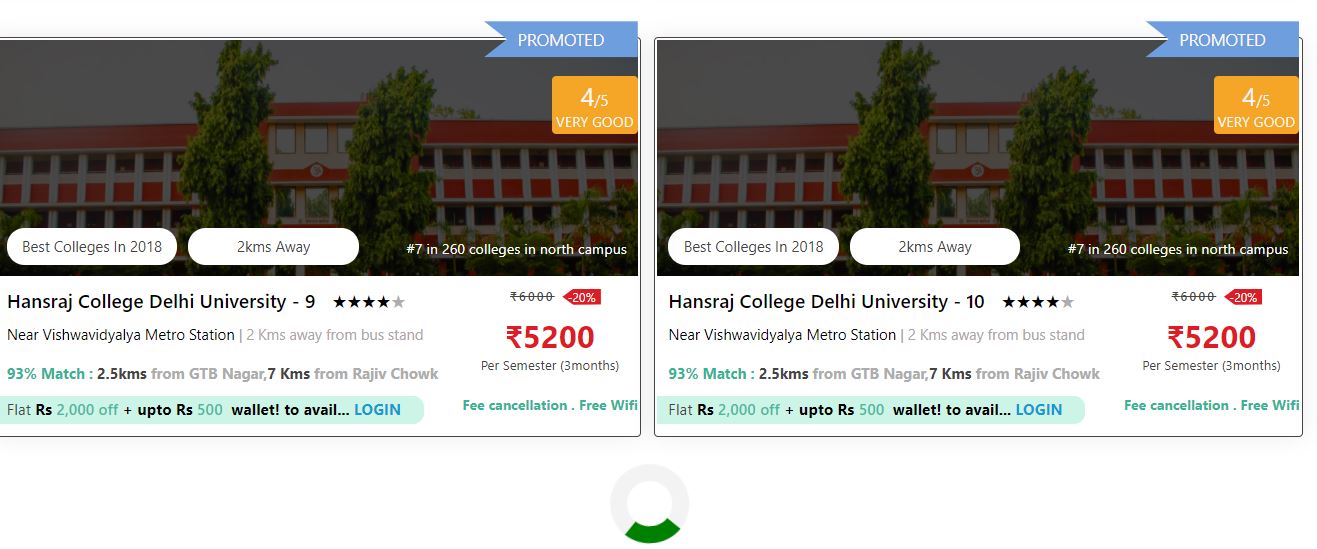 PROMOTED
4/5
VERY GOOD
Best Colleges In 2018
2kms Away
#7 in 260 colleges in north campus
Hansraj College Delhi University - 9 ★★★★★
₹6000 -20%
Near Vishwavidyalya Metro Station | 2 Kms away from bus stand
₹5200
Per Semester (3months)
93% Match : 2.5kms from GTB Nagar,7 Kms from Rajiv Chowk
Flat Rs 2,000 off + upto Rs 500 wallet! to avail... LOGIN
Fee cancellation . Free Wifi
PROMOTED
4/5
VERY GOOD
Best Colleges In 2018
2kms Away
#7 in 260 colleges in north campus
Hansraj College Delhi University - 10 ★★★★★
₹6000 -20%
Near Vishwavidyalya Metro Station | 2 Kms away from bus stand
₹5200
Per Semester (3months)
93% Match : 2.5kms from GTB Nagar,7 Kms from Rajiv Chowk
Flat Rs 2,000 off + upto Rs 500 wallet! to avail... LOGIN
Fee cancellation . Free Wifi